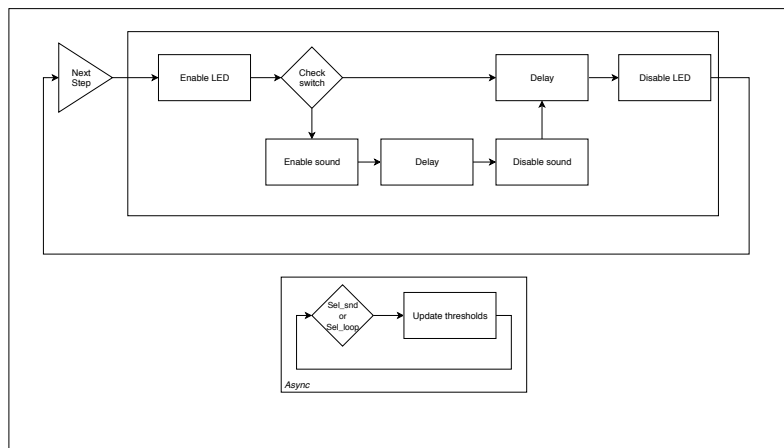 Next
Step
Enable LED
Check
switch
Delay
Disable LED
Enable sound
Delay
Disable sound
Sel_snd
or
Sel_loop
Update thresholds
Async